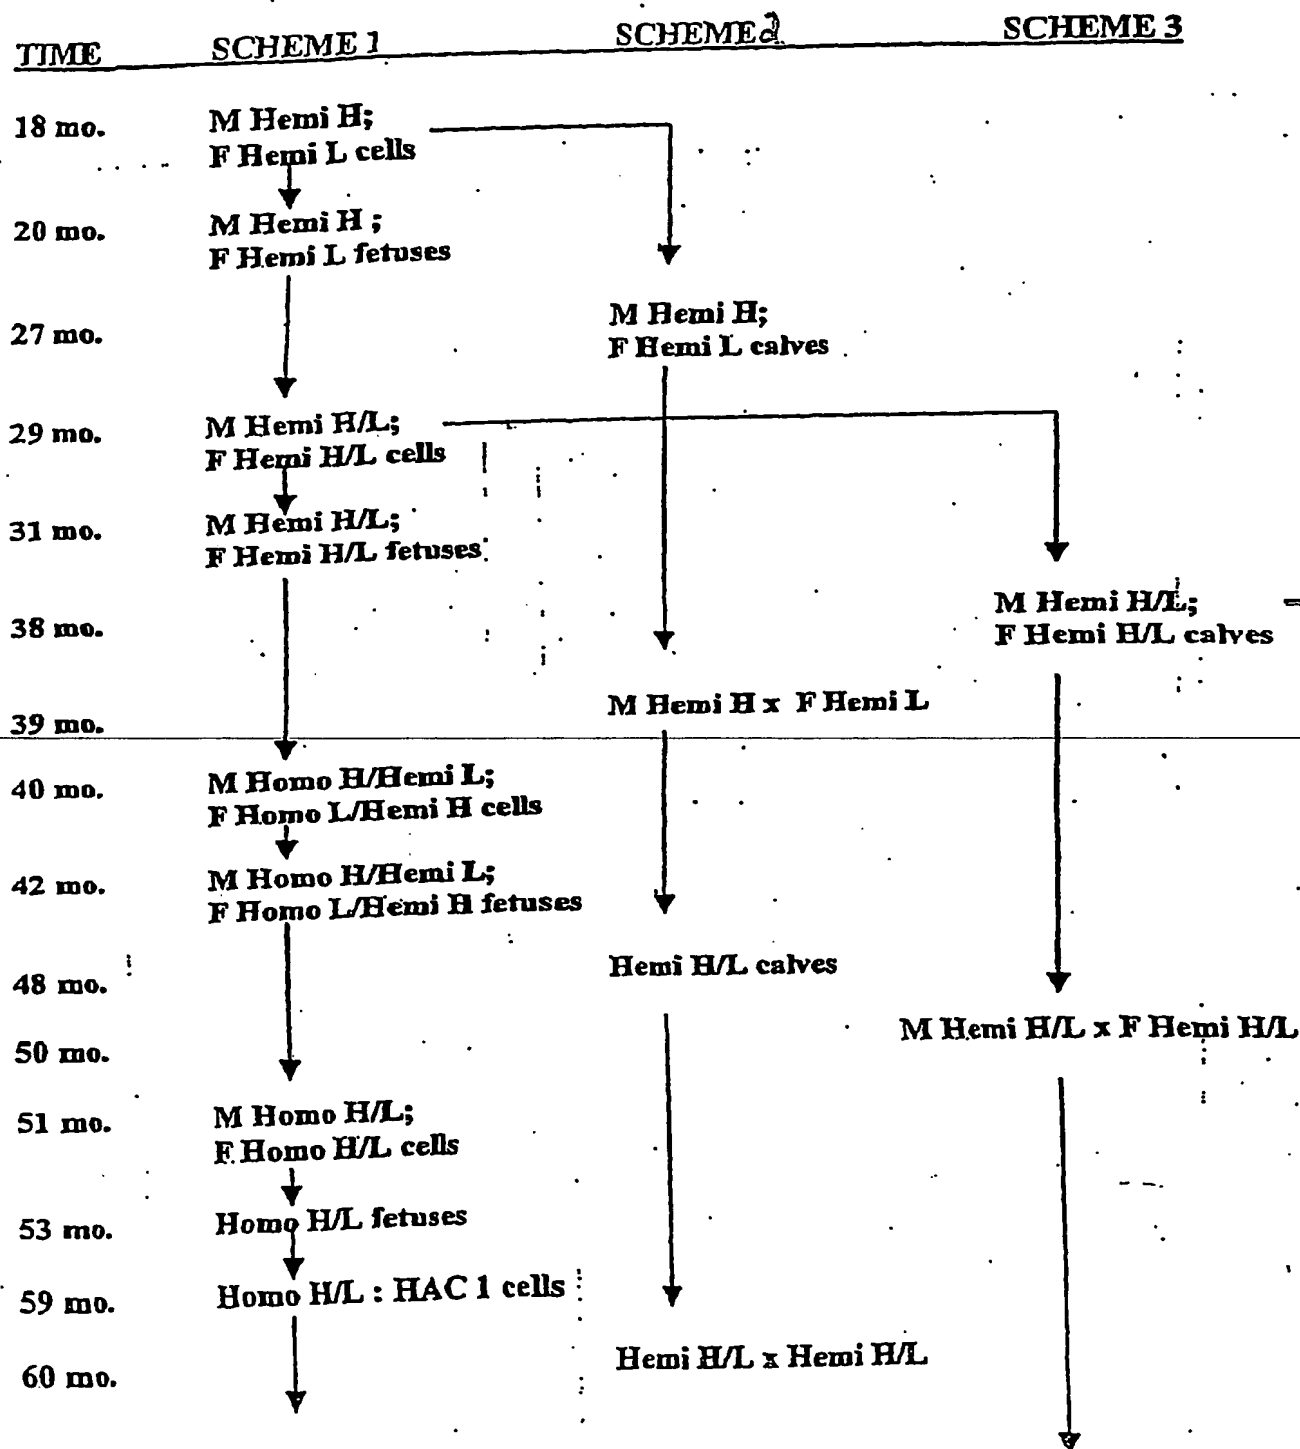 TIME SCHEME 1 SCHEME 2 SCHEME 3
18 mo. M Hemi H;
F Hemi L cells
20 mo. M Hemi H ;
F Hemi L fetuses
27 mo. M Hemi H;
F Hemi L calves
29 mo. M Hemi H/L;
F Hemi H/L cells
31 mo. M Hemi H/L;
F Hemi H/L fetuses
38 mo. M Hemi H/L;
F Hemi H/L calves
39 mo. M Hemi H x F Hemi L
40 mo. M Homo H/Hemi L;
F Homo L/Hemi H cells
42 mo. M Homo H/Hemi L;
F Homo L/Hemi H fetuses
48 mo. Hemi H/L calves
50 mo. M Hemi H/L x F Hemi H/L
51 mo. M Homo H/L;
F Homo H/L cells
53 mo. Homo H/L fetuses
59 mo. Homo H/L : HAC 1 cells
60 mo. Hemi H/L x Hemi H/L